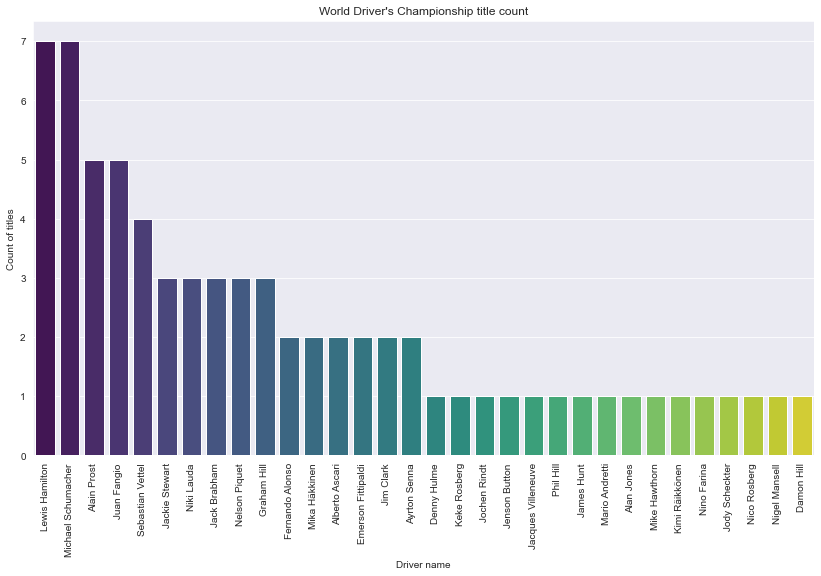 World Driver's Championship title count
Count of titles
7
6
5
4
3
2
1
0
Lewis Hamilton
Michael Schumacher
Alain Prost
Juan Fangio
Sebastian Vettel
Jackie Stewart
Niki Lauda
Jack Brabham
Nelson Piquet
Graham Hill
Fernando Alonso
Mika Häkkinen
Alberto Ascari
Emerson Fittipaldi
Jim Clark
Ayrton Senna
Denny Hulme
Keke Rosberg
Jochen Rindt
Jenson Button
Jacques Villeneuve
Phil Hill
James Hunt
Mario Andretti
Alan Jones
Mike Hawthorn
Kimi Räikkönen
Nino Farina
Jody Scheckter
Nico Rosberg
Nigel Mansell
Damon Hill
Driver name